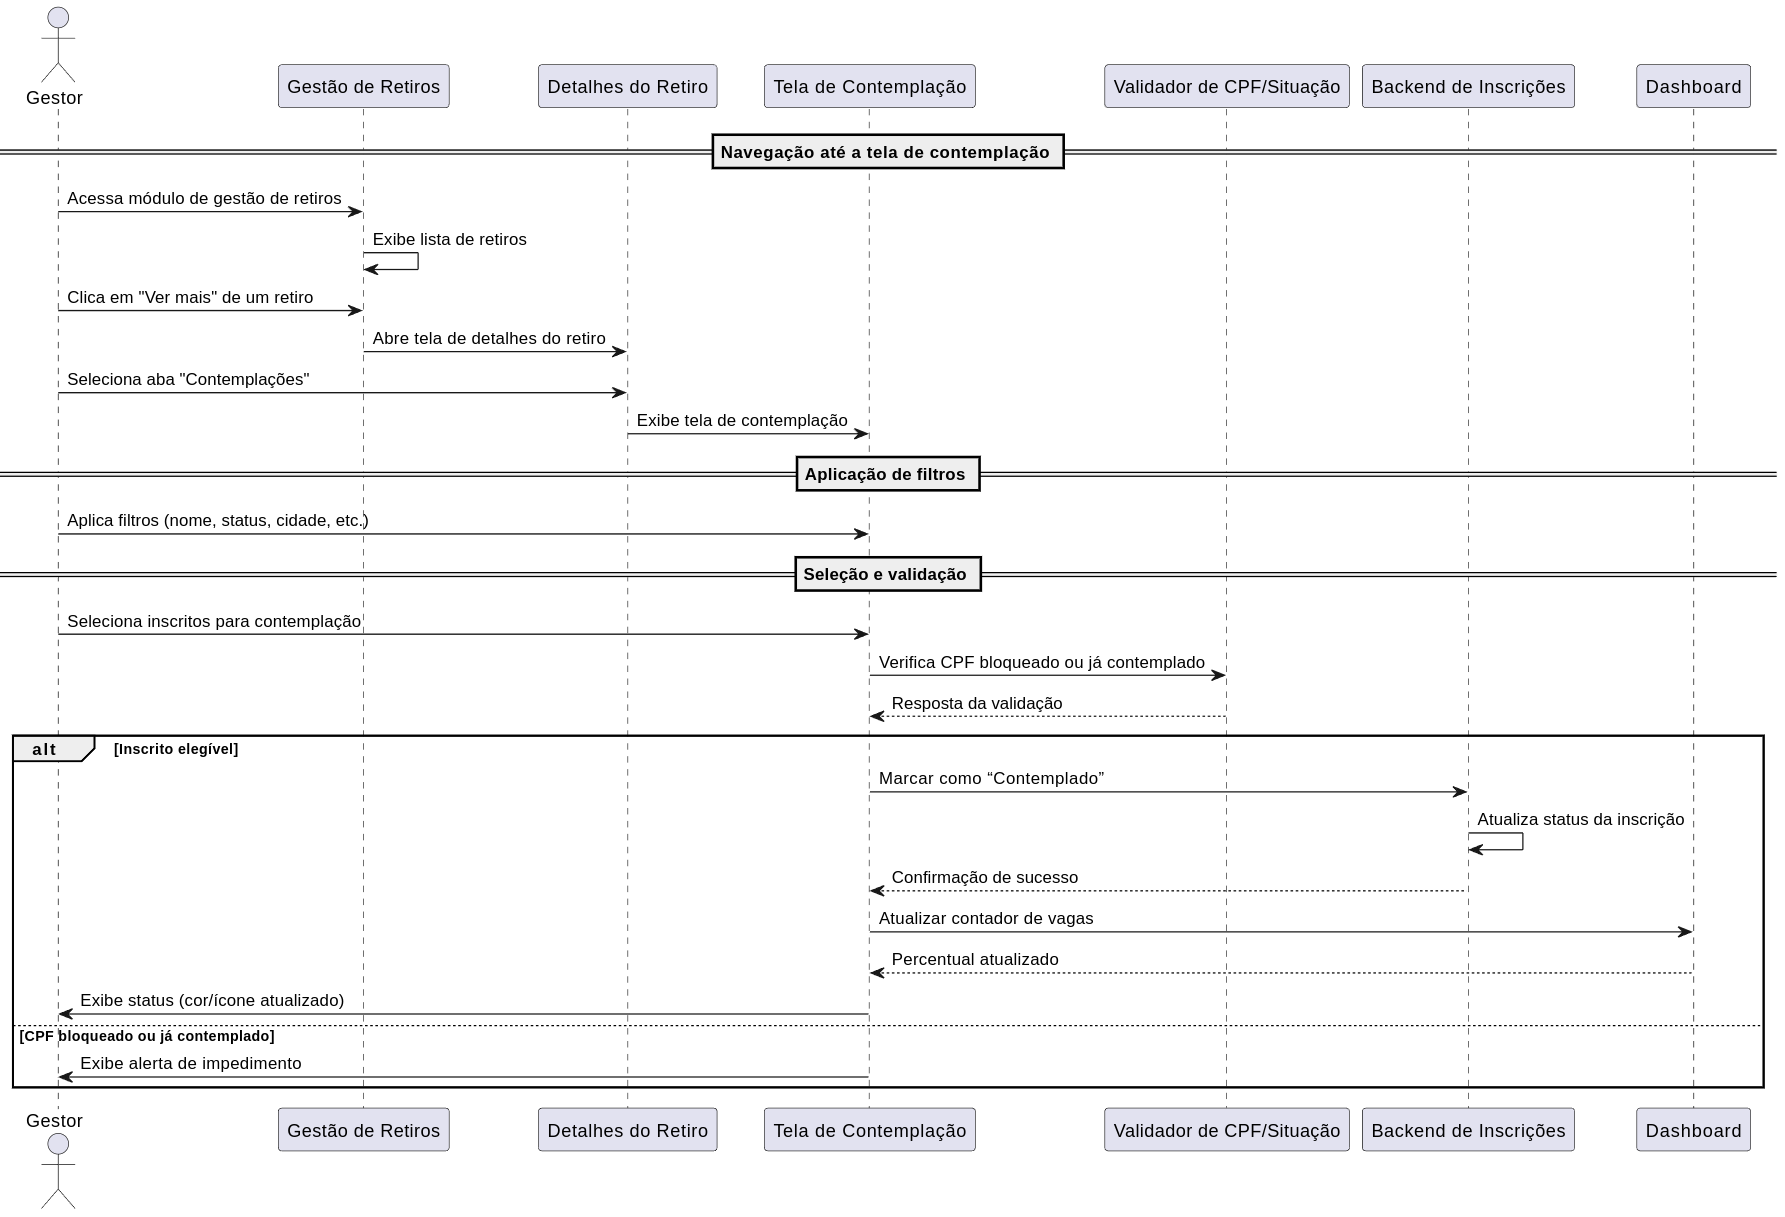 Gestor
Gestão de Retiros
Detalhes do Retiro
Tela de Contemplação
Validador de CPF/Situação
Backend de Inscrições
Dashboard
Navegação até a tela de contemplação
Acessa módulo de gestão de retiros
Exibe lista de retiros
Clica em "Ver mais" de um retiro
Abre tela de detalhes do retiro
Seleciona aba "Contemplações"
Exibe tela de contemplação
Aplicação de filtros
Aplica filtros (nome, status, cidade, etc.)
Seleção e validação
Seleciona inscritos para contemplação
Verifica CPF bloqueado ou já contemplado
Resposta da validação
alt
[Inscrito elegível]
Marcar como “Contemplado”
Atualiza status da inscrição
Confirmação de sucesso
Atualizar contador de vagas
Percentual atualizado
Exibe status (cor/ícone atualizado)
[CPF bloqueado ou já contemplado]
Exibe alerta de impedimento
Gestor
Gestão de Retiros
Detalhes do Retiro
Tela de Contemplação
Validador de CPF/Situação
Backend de Inscrições
Dashboard